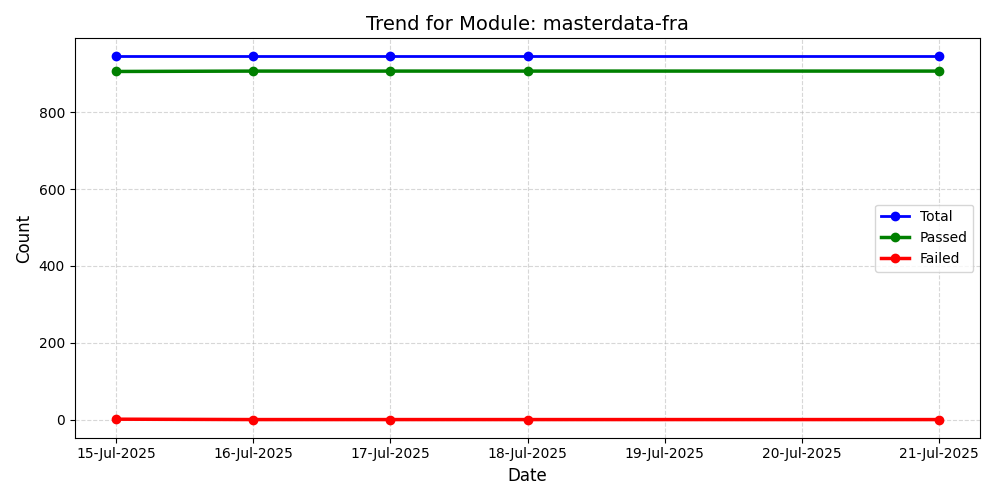 Trend for Module: masterdata-fra
Count
800
600
400
200
0
Total
Passed
Failed
15-Jul-2025
16-Jul-2025
17-Jul-2025
18-Jul-2025
19-Jul-2025
20-Jul-2025
21-Jul-2025
Date